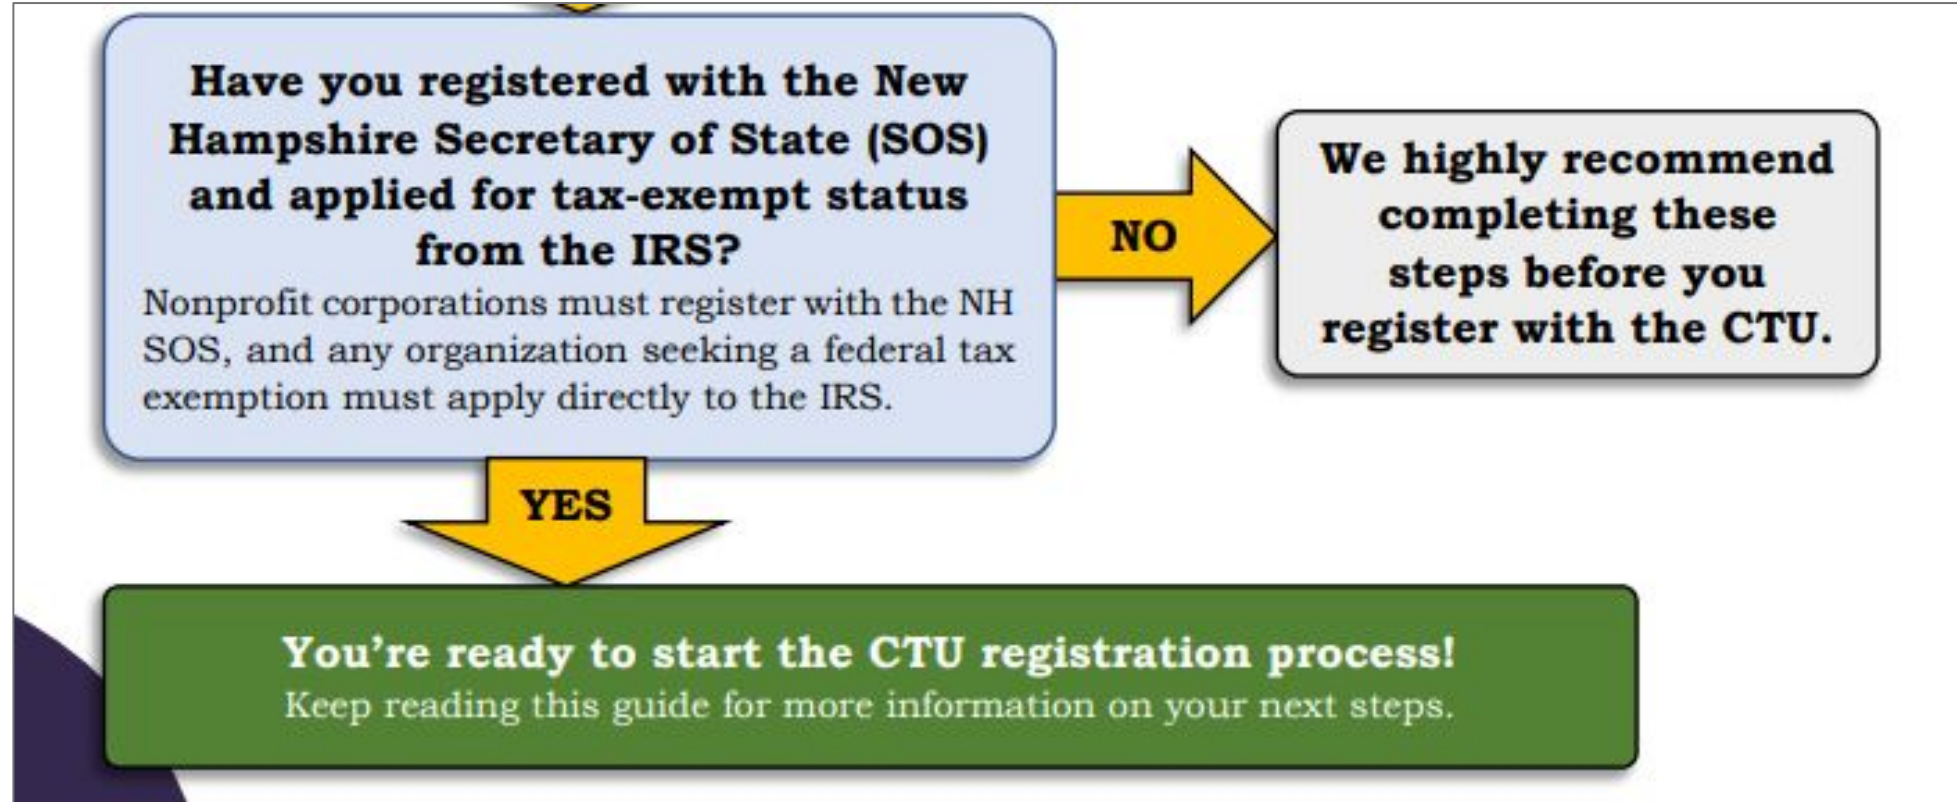 Have you registered with the New
Hampshire Secretary of State (SOS)
and applied for tax-exempt status
from the IRS?
Nonprofit corporations must register with the NH
SOS, and any organization seeking a federal tax
exemption must apply directly to the IRS.
NO
We highly recommend
completing these
steps before you
register with the CTU.
YES
You’re ready to start the CTU registration process!
Keep reading this guide for more information on your next steps.